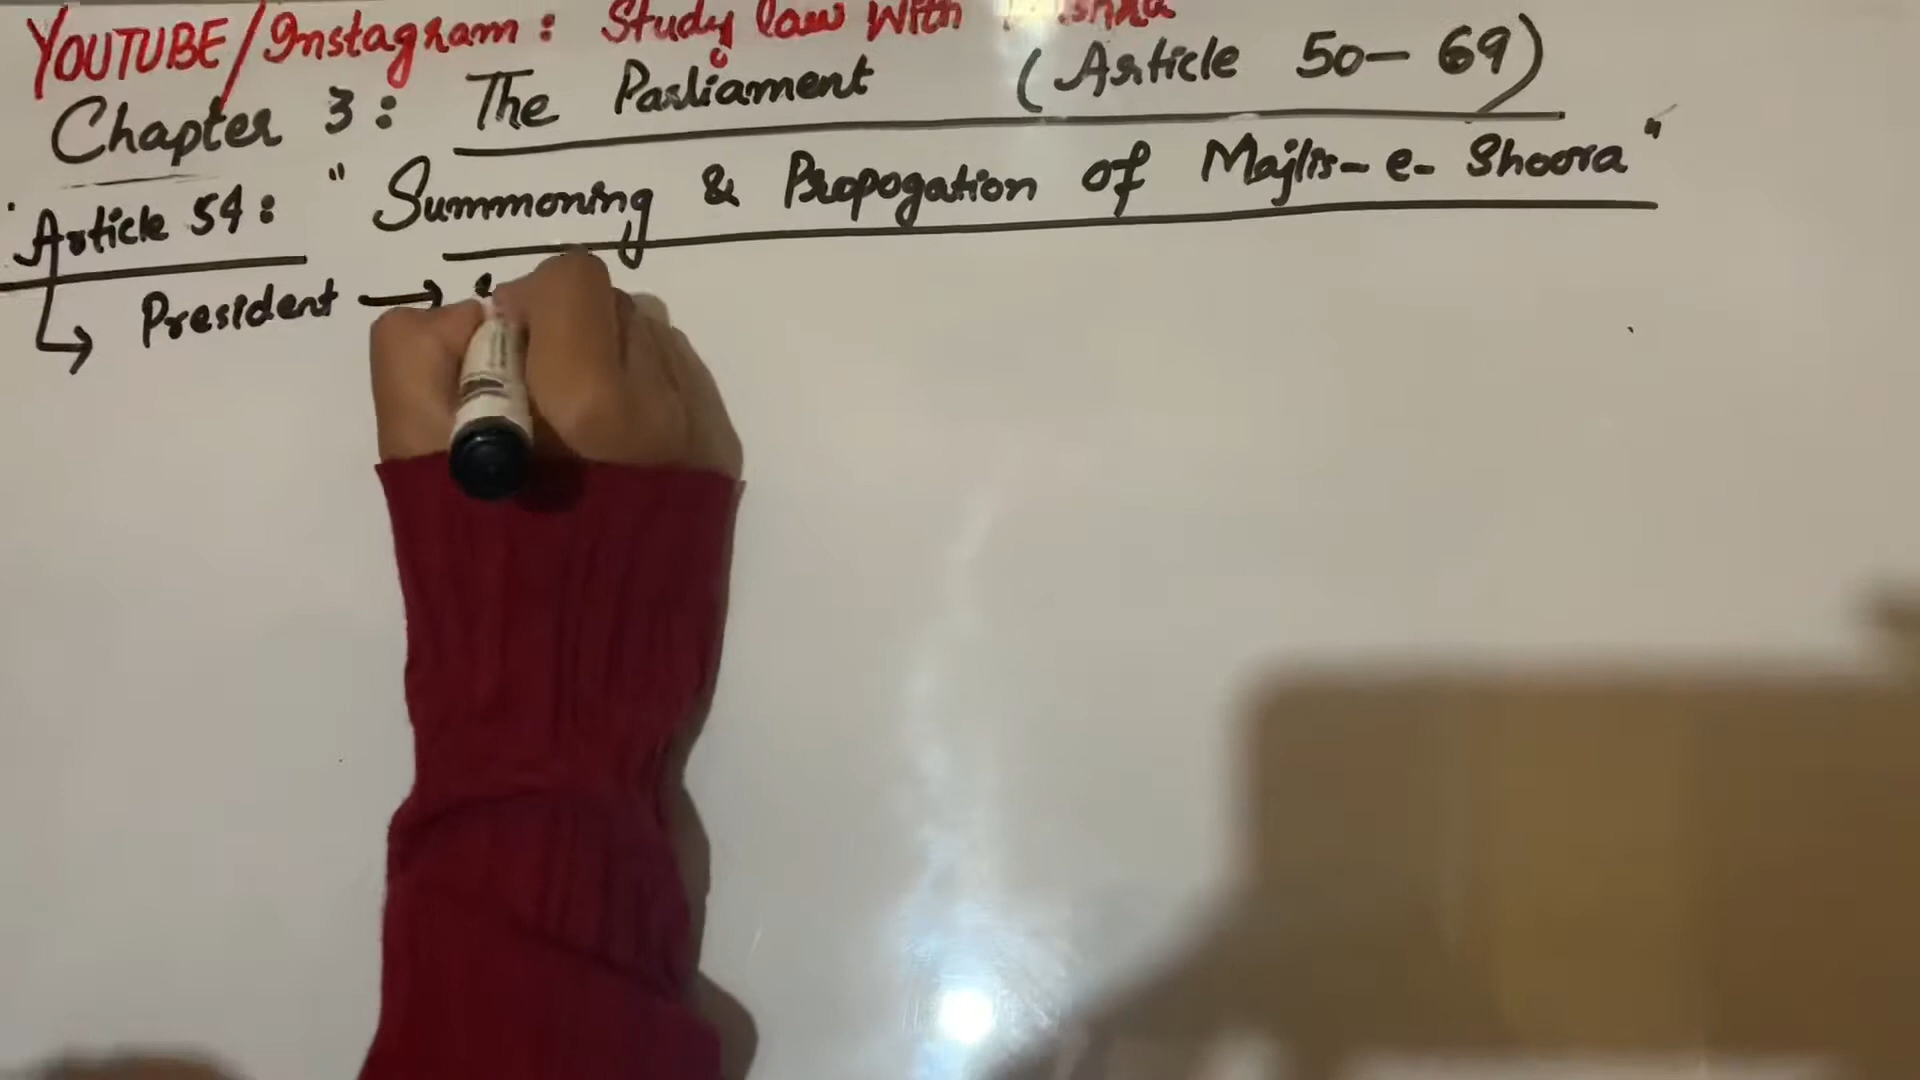 YOUTUBE/Instagram: Study law with
Chapter 3: The Parliament (Article 50-69)
Article 54: "Summoning & Propogation of Majlis-e-Shoora"
President →